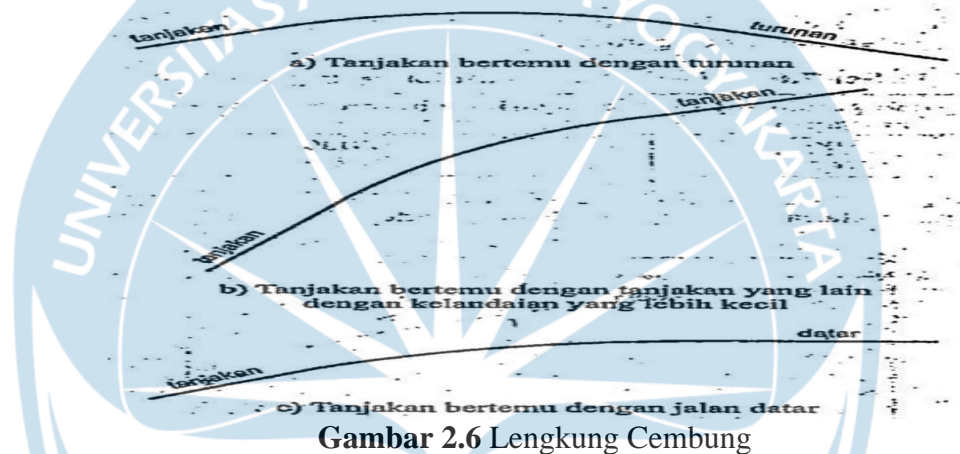 tanjakan
turunan
a) Tanjakan bertemu dengan turunan
tanjakan
tanjakan
b) Tanjakan bertemu dengan tanjakan yang lain
dengan kelandaian yang lebih kecil
datar
tanjakan
c) Tanjakan bertemu dengan jalan datar
Gambar 2.6 Lengkung Cembung